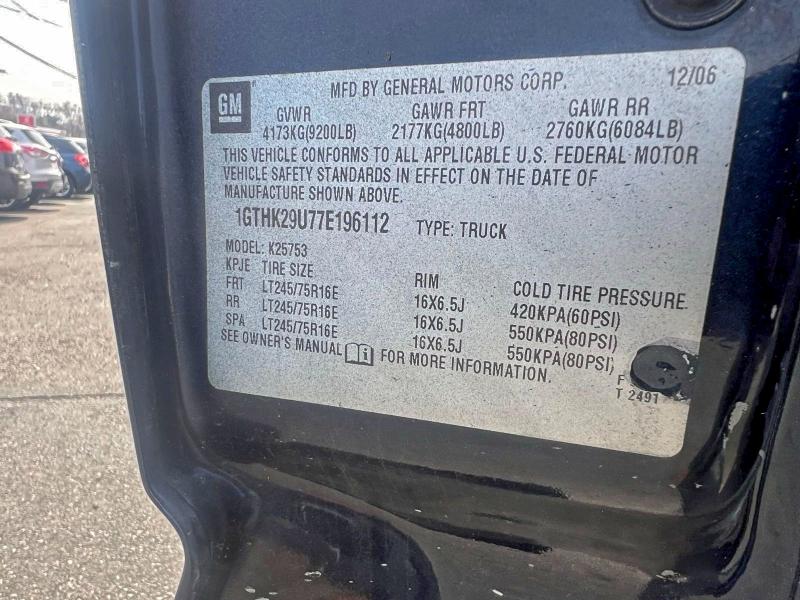 MFD BY GENERAL MOTORS CORP. 12/06
GM
GVWR GAWR FRT GAWR RR
4173KG(9200LB) 2177KG(4800LB) 2760KG(6084LB)
THIS VEHICLE CONFORMS TO ALL APPLICABLE U.S. FEDERAL MOTOR
VEHICLE SAFETY STANDARDS IN EFFECT ON THE DATE OF
MANUFACTURE SHOWN ABOVE.
1GTHK29U77E196112 TYPE: TRUCK
MODEL: K25753
KPJE TIRE SIZE RIM COLD TIRE PRESSURE
FRT LT245/75R16E 16X6.5J 420KPA(60PSI)
RR LT245/75R16E 16X6.5J 550KPA(80PSI)
SPA LT245/75R16E 16X6.5J 550KPA(80PSI)
SEE OWNER'S MANUAL FOR MORE INFORMATION.
F
T 2491